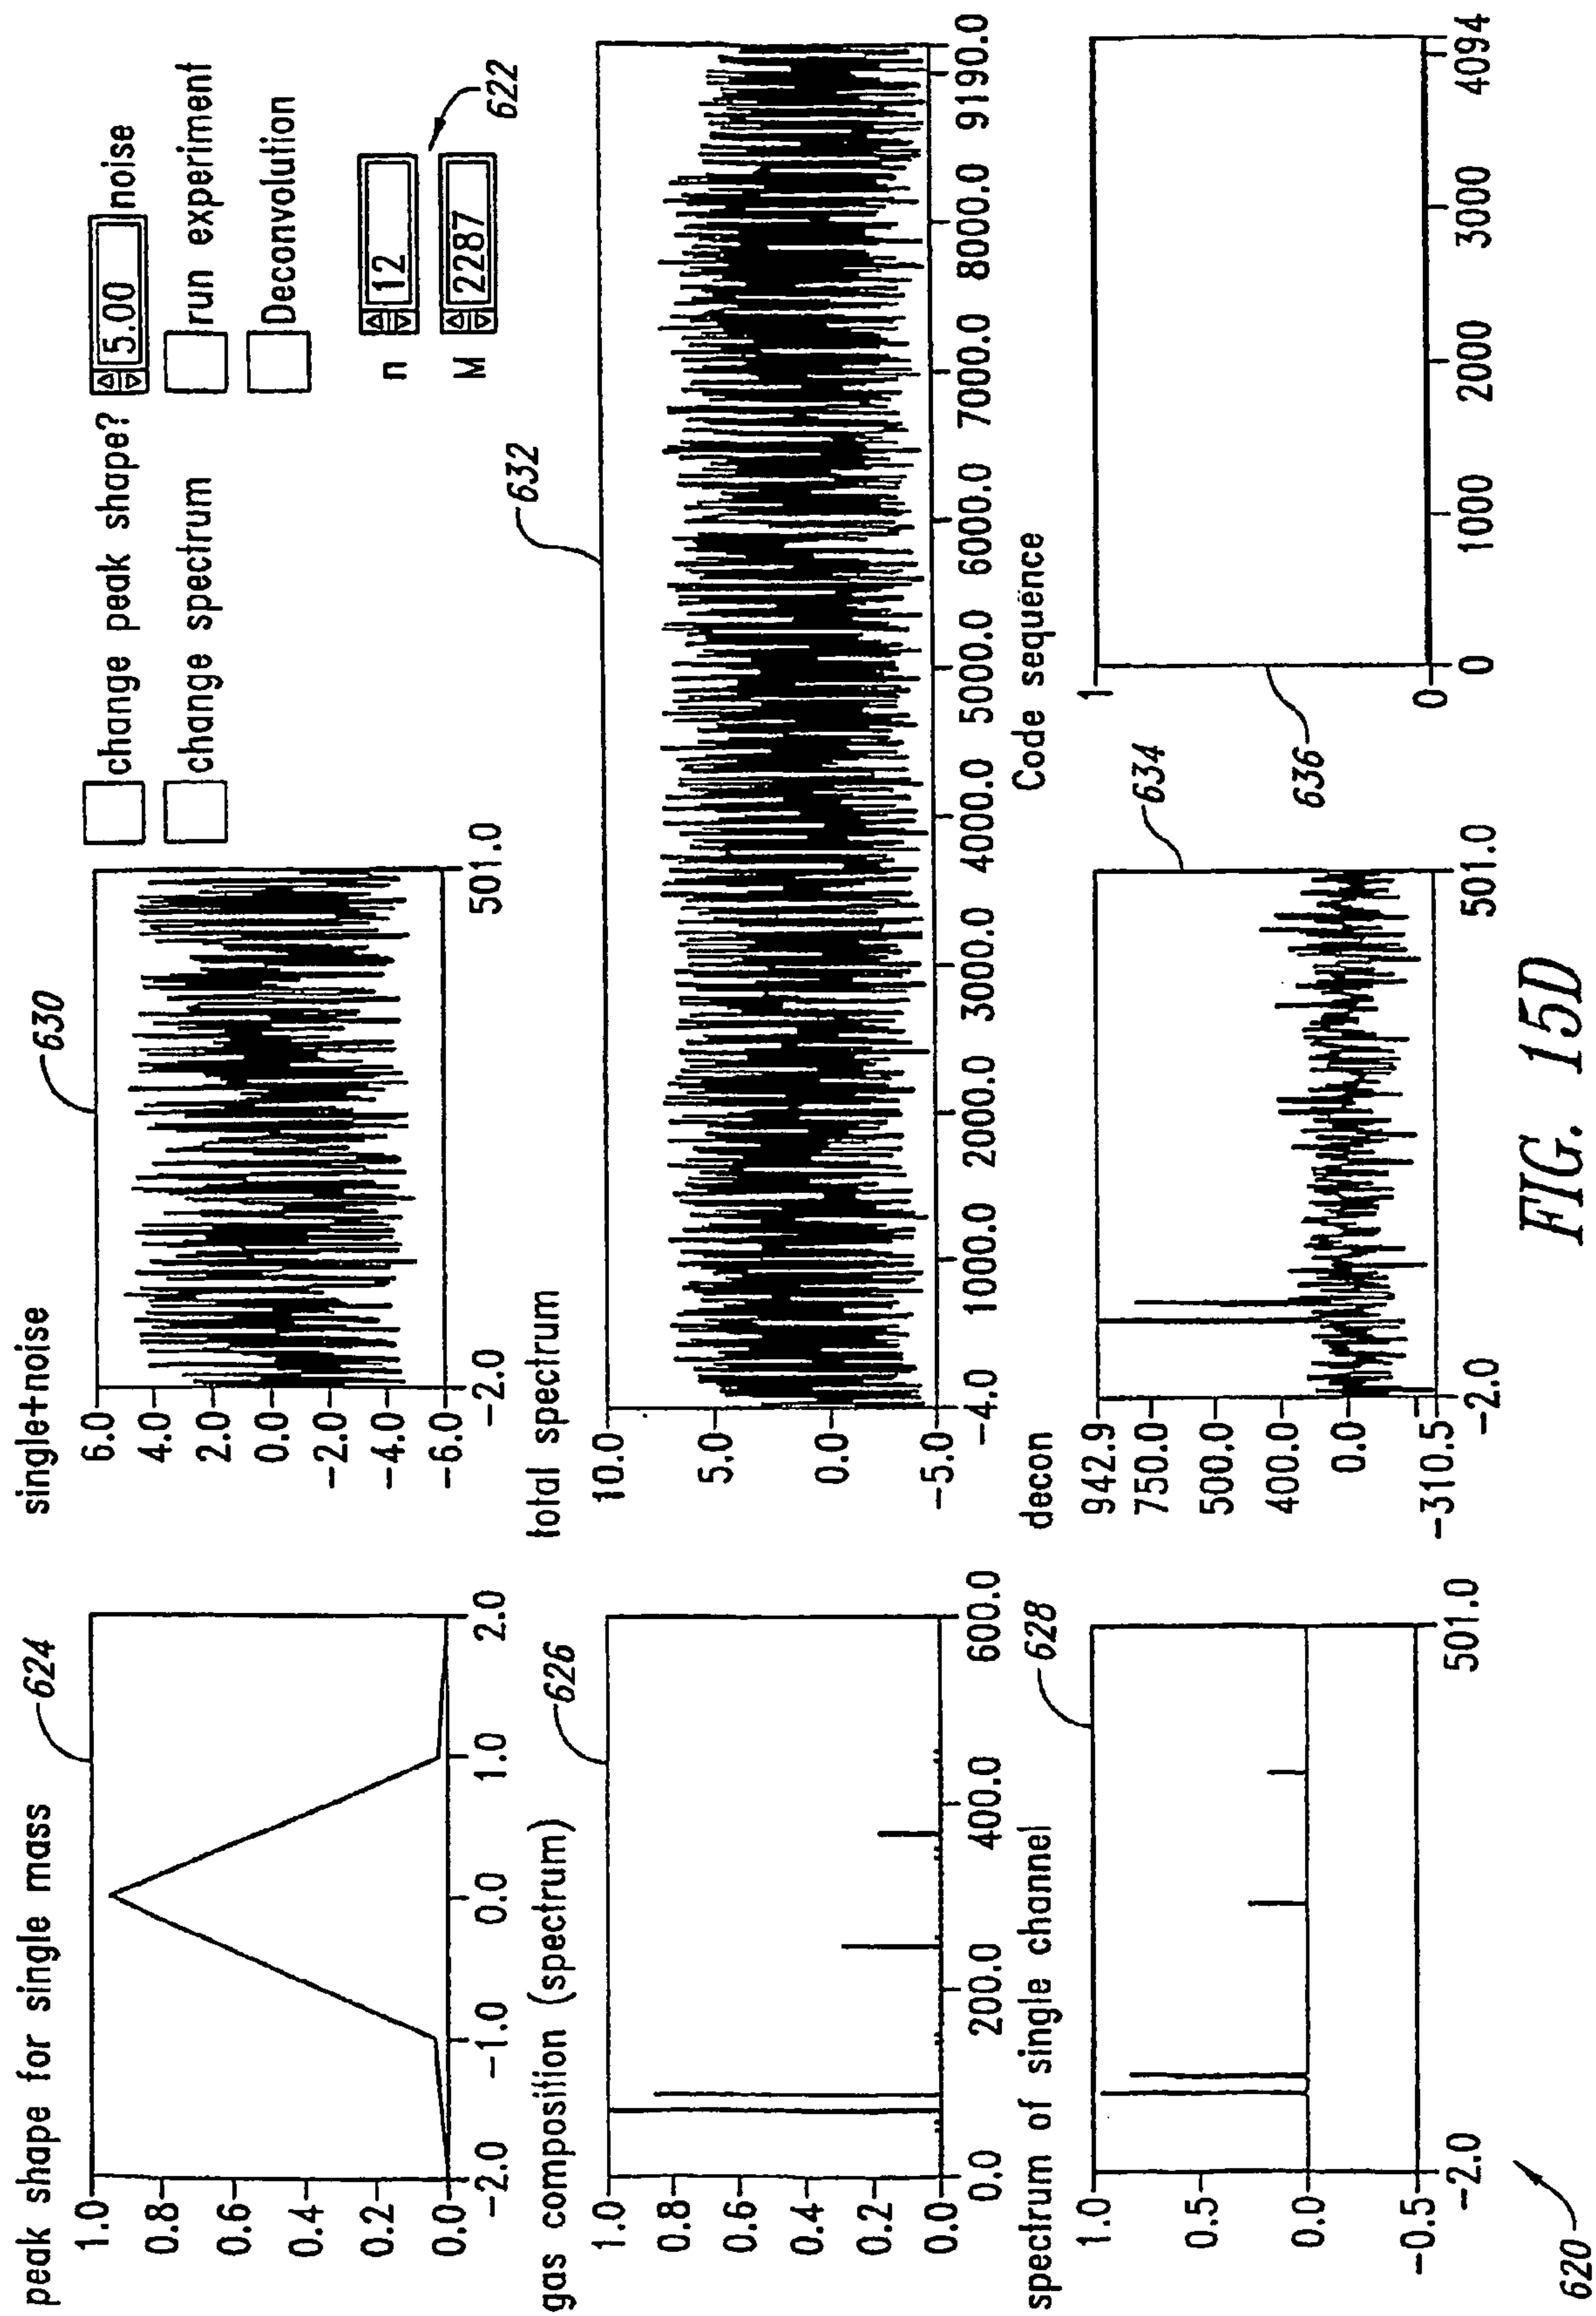 peak shape for single mass
624
1.0
0.8
0.6
0.4
0.2
0.0
-2.0 -1.0 0.0 1.0 2.0
single+noise
630
6.0
4.0
2.0
0.0
-2.0
-4.0
-6.0
-2.0 501.0
change peak shape?
5.00 noise
change spectrum
run experiment
Deconvolution
n 12
M 2287
622
gas composition (spectrum)
626
1.0
0.8
0.6
0.4
0.2
0.0
0.0 200.0 400.0 600.0
total spectrum
632
10.0
5.0
0.0
-5.0
-4.0 1000.0 2000.0 3000.0 4000.0 5000.0 6000.0 7000.0 8000.0 9190.0
spectrum of single channel
628
1.0
0.5
0.0
-0.5
-2.0 501.0
decon
634
942.9
750.0
500.0
400.0
0.0
-310.5
-2.0 501.0
Code sequence
636
1
0
0 1000 2000 3000 4094
620
FIG. 15D